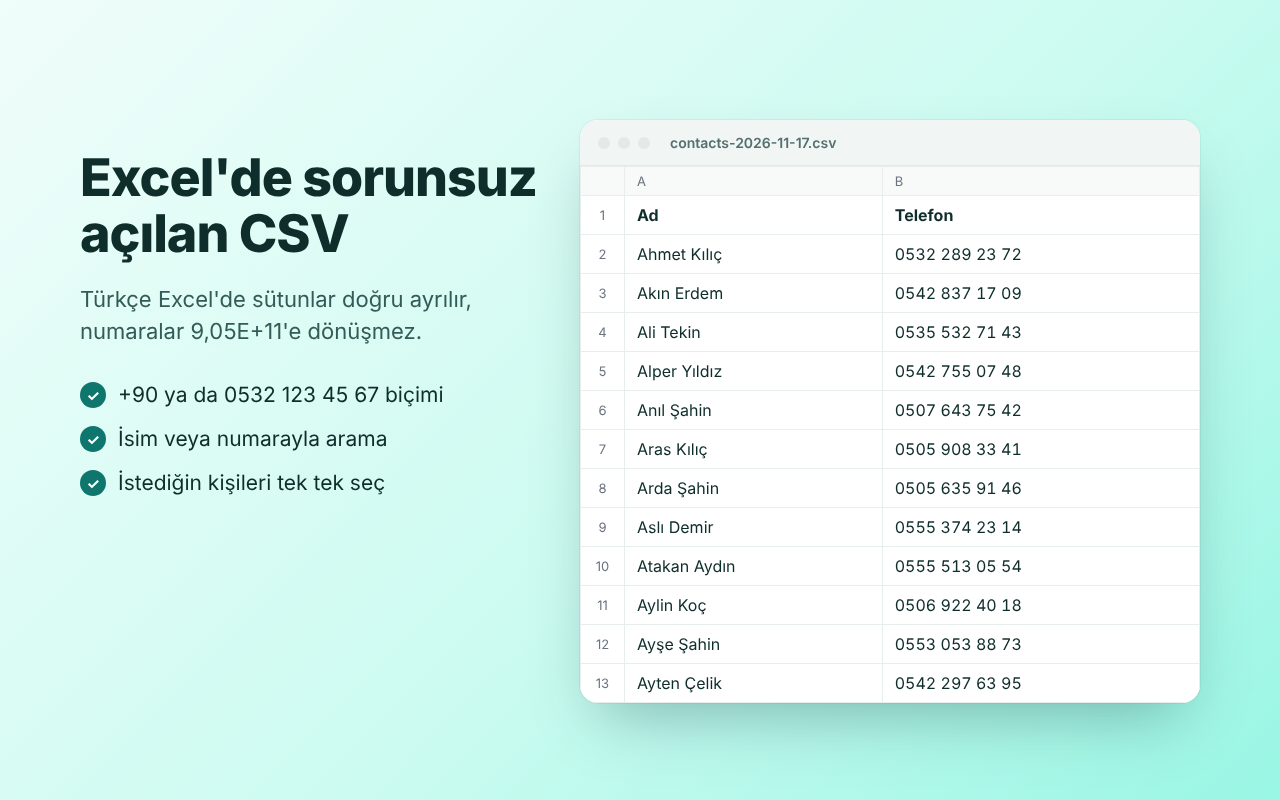 Excel'de sorunsuz
açılan CSV
Türkçe Excel'de sütunlar doğru ayrılır,
numaralar 9,05E+11'e dönüşmez.
+90 ya da 0532 123 45 67 biçimi
İsim veya numarayla arama
İstediğin kişileri tek tek seç
contacts-2026-11-17.csv
A B
1 Ad Telefon
2 Ahmet Kılıç 0532 289 23 72
3 Akın Erdem 0542 837 17 09
4 Ali Tekin 0535 532 71 43
5 Alper Yıldız 0542 755 07 48
6 Anıl Şahin 0507 643 75 42
7 Aras Kılıç 0505 908 33 41
8 Arda Şahin 0505 635 91 46
9 Aslı Demir 0555 374 23 14
10 Atakan Aydın 0555 513 05 54
11 Aylin Koç 0506 922 40 18
12 Ayşe Şahin 0553 053 88 73
13 Ayten Çelik 0542 297 63 95